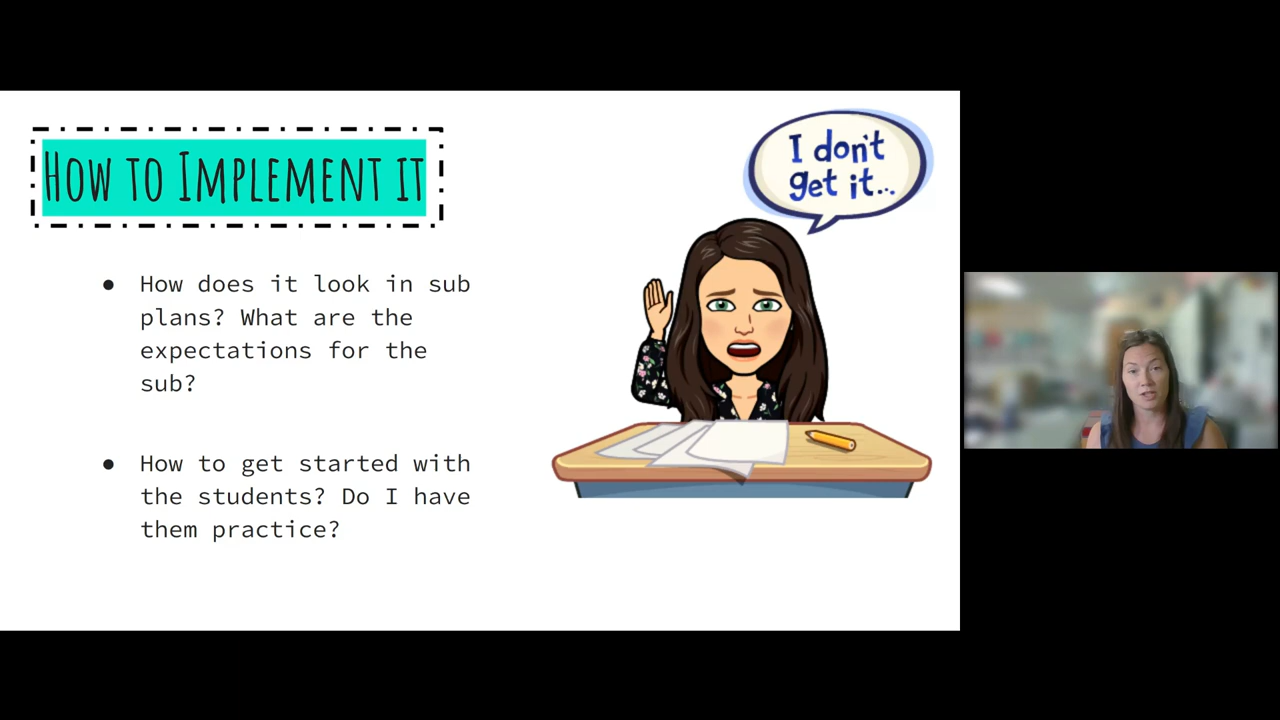 How to Implement it
I don't
get it...
● How does it look in sub
plans? What are the
expectations for the
sub?
● How to get started with
the students? Do I have
them practice?